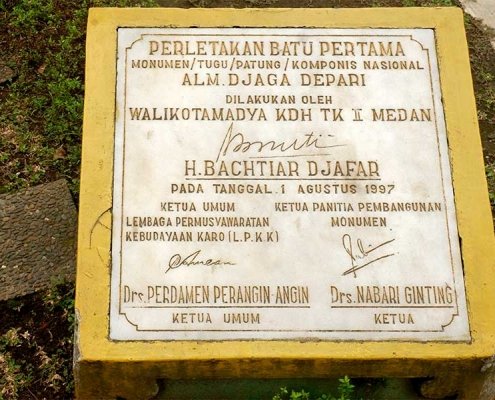 PERLETAKAN BATU PERTAMA
MONUMEN/TUGU/PATUNG/KOMPONIS NASIONAL
ALM.DJAGA DEPARI
DILAKUKAN OLEH
WALIKOTAMADYA KDH TK II MEDAN
H.BACHTIAR DJAFAR
PADA TANGGAL.1 AGUSTUS 1997
KETUA UMUM
LEMBAGA PERMUSYAWARATAN
KEBUDAYAAN KARO(L.P.K.K)
Drs.PERDAMEN PERANGIN-ANGIN
KETUA UMUM
KETUA PANITIA PEMBANGUNAN
MONUMEN
Drs.NABARI GINTING
KETUA